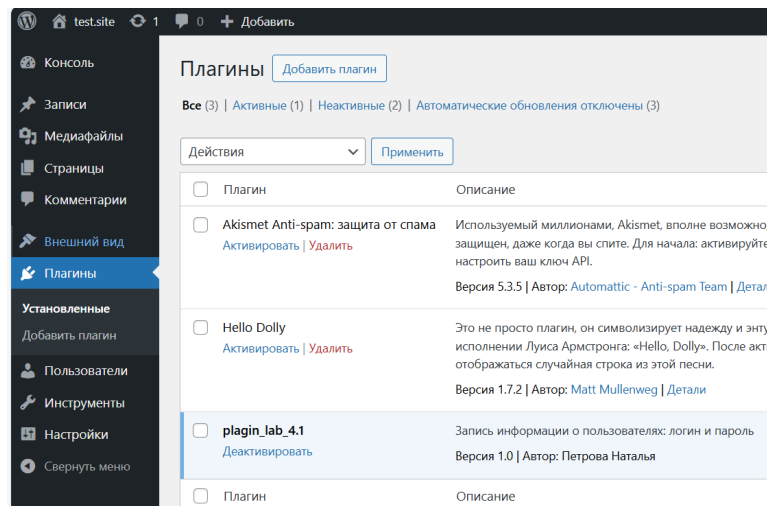 test.site 1 0 + Добавить
Консоль
Записи
Медиафайлы
Страницы
Комментарии
Внешний вид
Плагины
Установленные
Добавить плагин
Пользователи
Инструменты
Настройки
Свернуть меню
Плагины Добавить плагин
Все (3) | Активные (1) | Неактивные (2) | Автоматические обновления отключены (3)
Действия Применить
Плагин Описание
Akismet Anti-spam: защита от спама
Активировать | Удалить
Используемый миллионами, Akismet, вполне возможно,
защищен, даже когда вы спите. Для начала: активируйте
настроить ваш ключ API.
Версия 5.3.5 | Автор: Automattic - Anti-spam Team | Детал
Hello Dolly
Активировать | Удалить
Это не просто плагин, он символизирует надежду и энту
исполнении Луиса Армстронга: «Hello, Dolly». После акт
отображаться случайная строка из этой песни.
Версия 1.7.2 | Автор: Matt Mullenweg | Детали
plagin_lab_4.1
Деактивировать
Запись информации о пользователях: логин и пароль
Версия 1.0 | Автор: Петрова Наталья
Плагин Описание